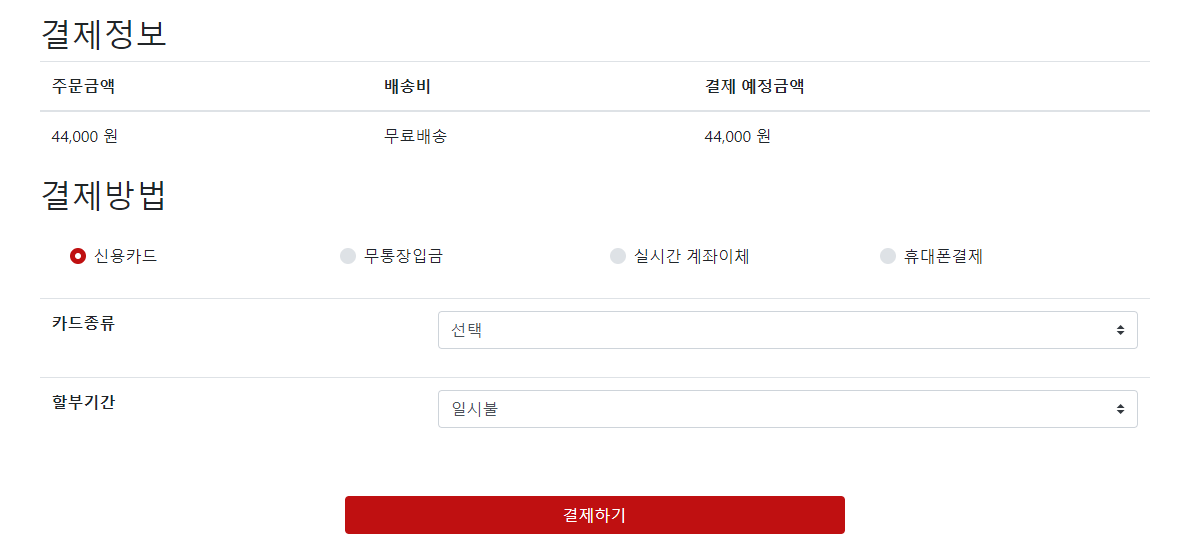 결제정보
주문금액 배송비 결제 예정금액
44,000 원 무료배송 44,000 원
결제방법
신용카드 무통장입금 실시간 계좌이체 휴대폰결제
카드종류 선택
할부기간 일시불
결제하기